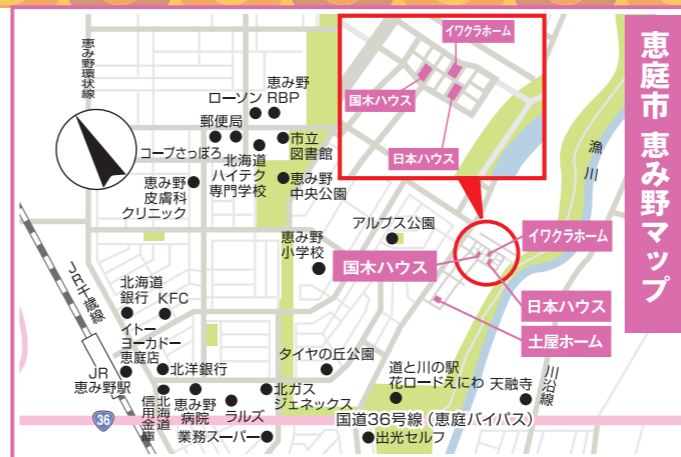 恵庭市 恵み野マップ
恵み野環状線
イワクラホーム
国木ハウス
日本ハウス
恵み野
ローソン RBP
郵便局
コープさっぽろ
北海道
ハイテク
専門学校
市立
図書館
恵み野
中央公園
恵み野
皮膚科
クリニック
漁川
アルプス公園
恵み野
小学校
イワクラホーム
国木ハウス
日本ハウス
土屋ホーム
JR千歳線
北海道
銀行
KFC
イトー
ヨーカドー
恵庭店
JR
恵み野駅
北洋銀行
タイヤの丘公園
道と川の駅
花ロードえにわ
天融寺
川沿線
北海道
信用金庫
恵み野
病院
ラルズ
北ガス
ジェネックス
36
国道36号線(恵庭バイパス)
業務スーパー
出光セルフ